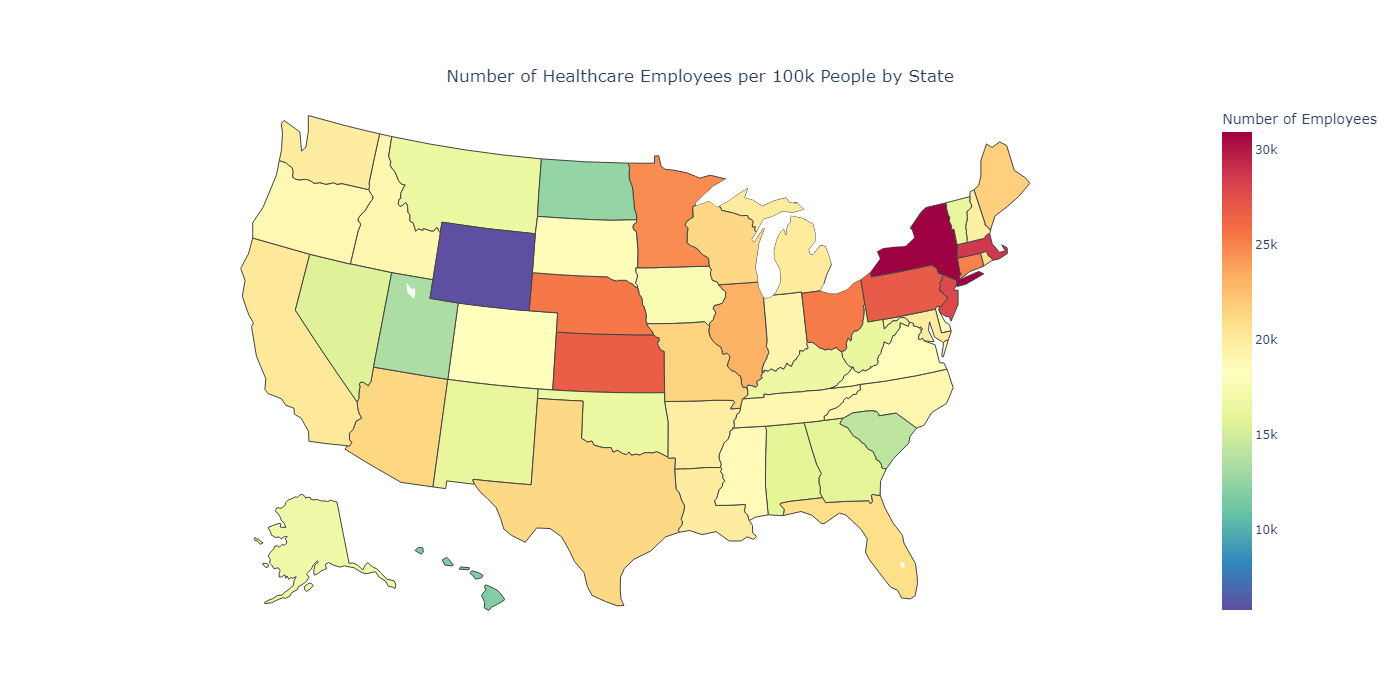 Number of Healthcare Employees per 100k People by State
Number of Employees
30k
25k
20k
15k
10k